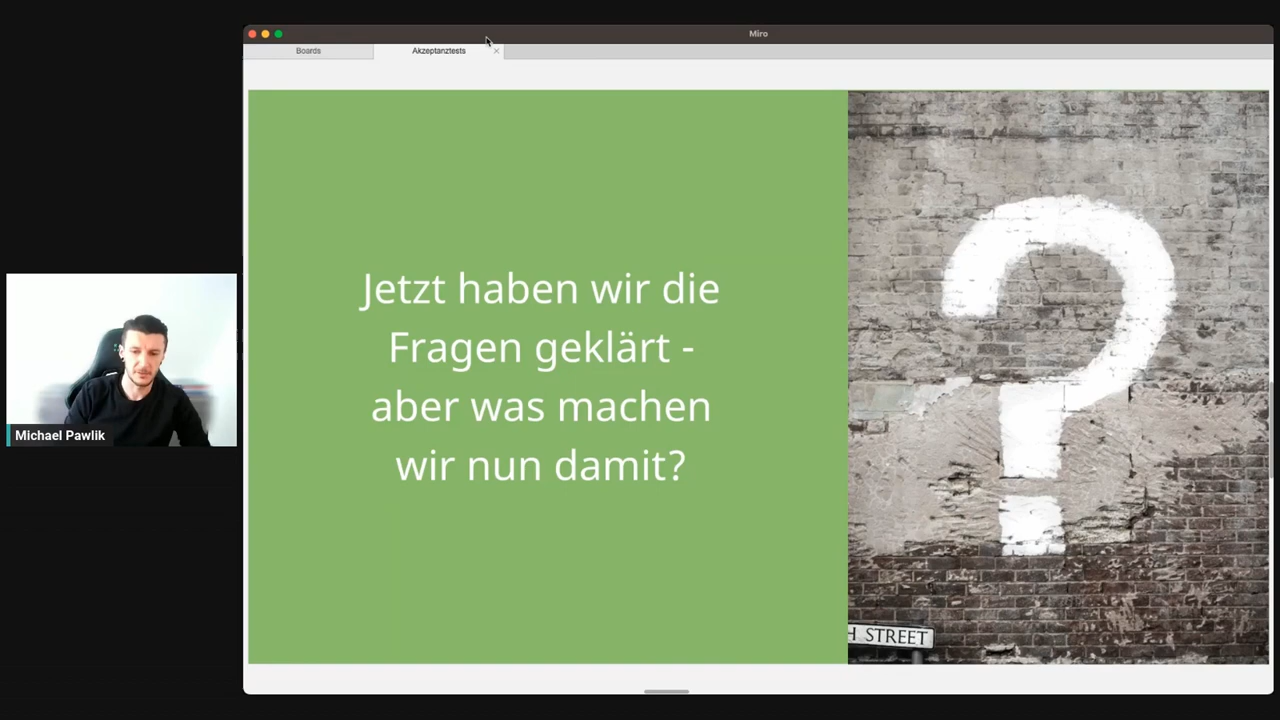 Miro
Boards
Akzeptanztests
Jetzt haben wir die
Fragen geklärt -
aber was machen
wir nun damit?
H STREET
Michael Pawlik